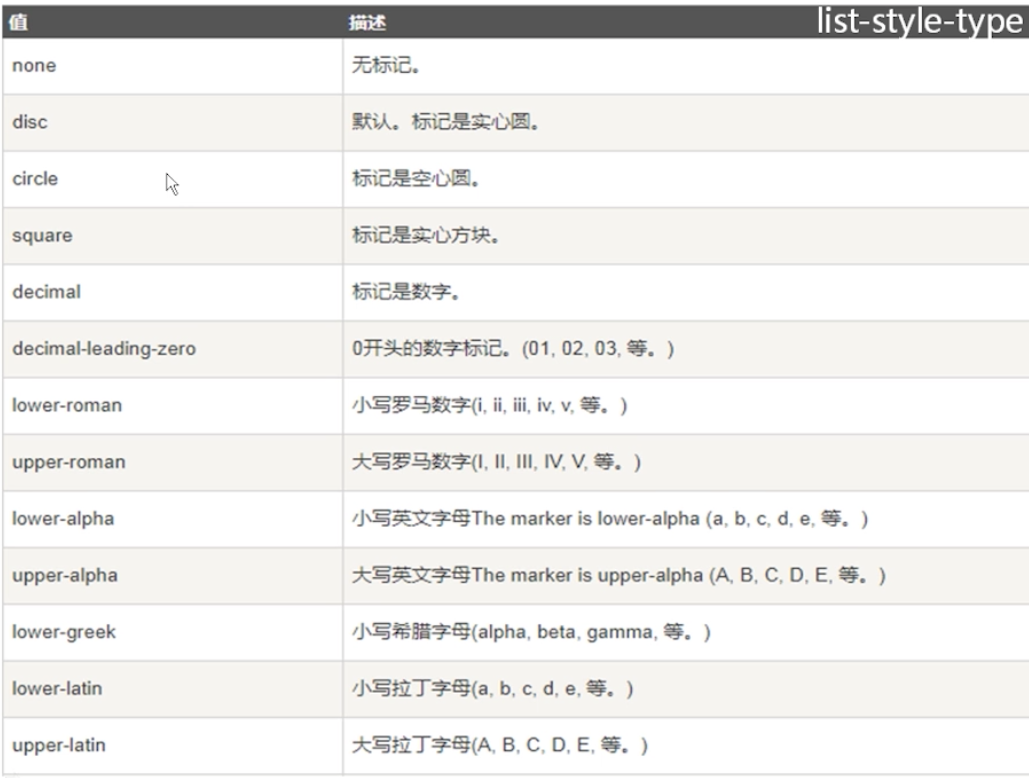 值 描述 list-style-type
none 无标记。
disc 默认。标记是实心圆。
circle 标记是空心圆。
square 标记是实心方块。
decimal 标记是数字。
decimal-leading-zero 0开头的数字标记。(01, 02, 03, 等。)
lower-roman 小写罗马数字(i, ii, iii, iv, v, 等。)
upper-roman 大写罗马数字(I, II, III, IV, V, 等。)
lower-alpha 小写英文字母The marker is lower-alpha (a, b, c, d, e, 等。)
upper-alpha 大写英文字母The marker is upper-alpha (A, B, C, D, E, 等。)
lower-greek 小写希腊字母(alpha, beta, gamma, 等。)
lower-latin 小写拉丁字母(a, b, c, d, e, 等。)
upper-latin 大写拉丁字母(A, B, C, D, E, 等。)